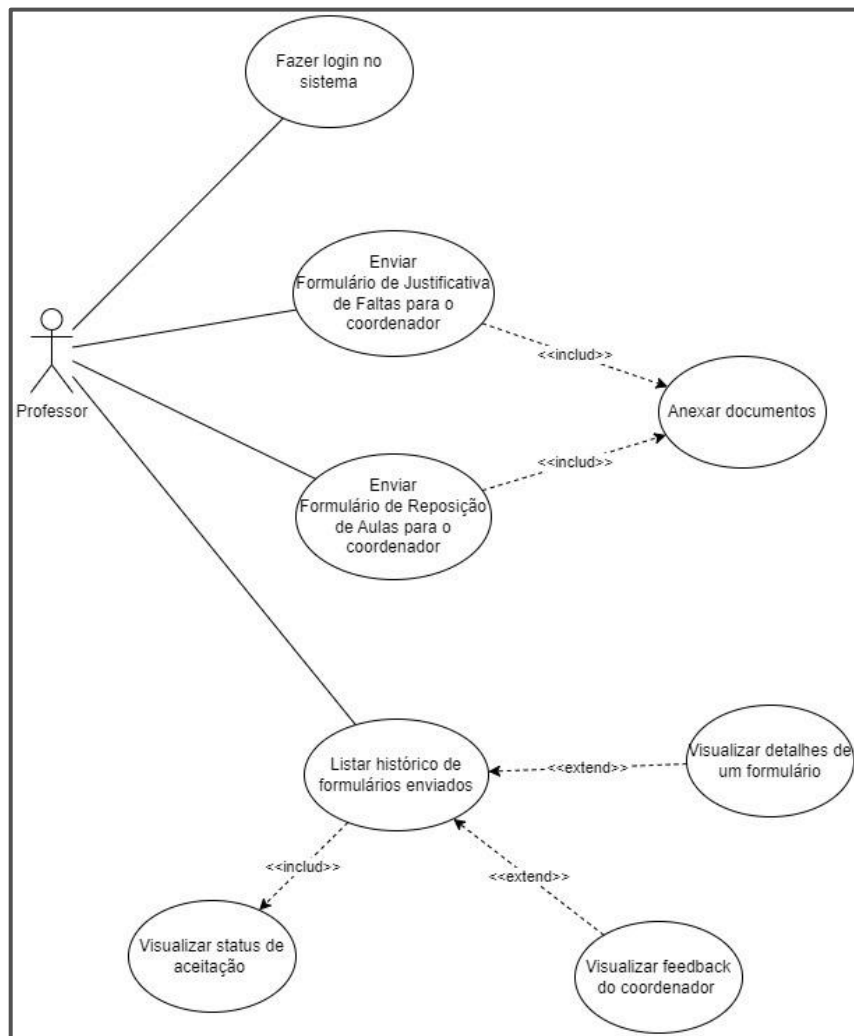 Fazer login no
sistema
Enviar
Formulário de Justificativa
de Faltas para o
coordenador
<<includ>>
Anexar documentos
Professor
<<includ>>
Enviar
Formulário de Reposição
de Aulas para o
coordenador
Visualizar detalhes de
um formulário
<<extend>>
Listar histórico de
formulários enviados
<<includ>>
<<extend>>
Visualizar status de
aceitação
Visualizar feedback
do coordenador